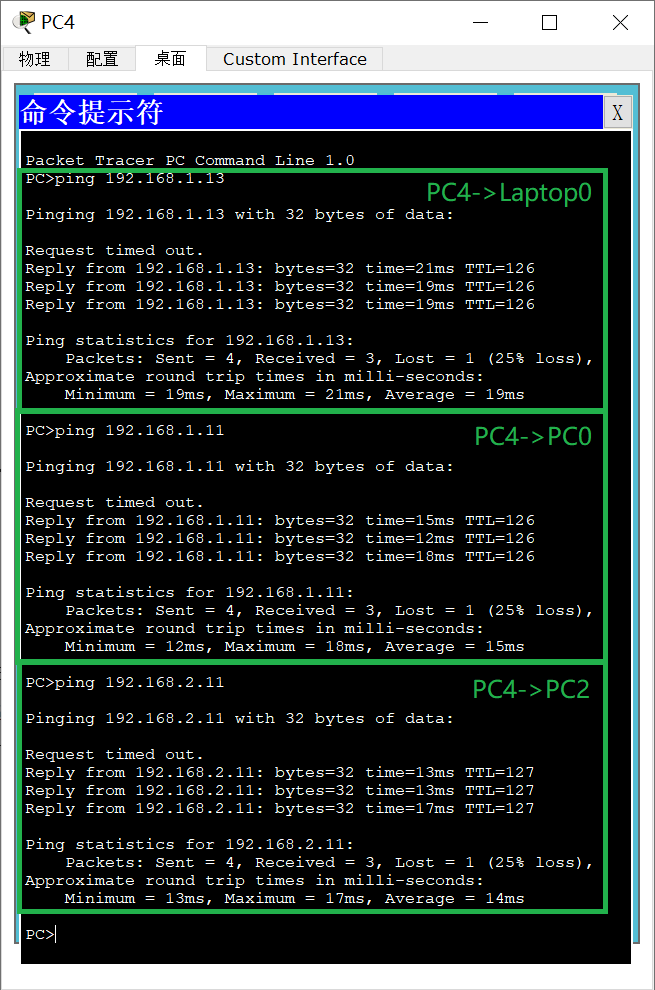 PC4
物理 配置 桌面 Custom Interface
命令提示符 X
Packet Tracer PC Command Line 1.0
PC>ping 192.168.1.13
PC4->Laptop0
Pinging 192.168.1.13 with 32 bytes of data:
Request timed out.
Reply from 192.168.1.13: bytes=32 time=21ms TTL=126
Reply from 192.168.1.13: bytes=32 time=19ms TTL=126
Reply from 192.168.1.13: bytes=32 time=19ms TTL=126
Ping statistics for 192.168.1.13:
Packets: Sent = 4, Received = 3, Lost = 1 (25% loss),
Approximate round trip times in milli-seconds:
Minimum = 19ms, Maximum = 21ms, Average = 19ms
PC>ping 192.168.1.11
PC4->PC0
Pinging 192.168.1.11 with 32 bytes of data:
Request timed out.
Reply from 192.168.1.11: bytes=32 time=15ms TTL=126
Reply from 192.168.1.11: bytes=32 time=12ms TTL=126
Reply from 192.168.1.11: bytes=32 time=18ms TTL=126
Ping statistics for 192.168.1.11:
Packets: Sent = 4, Received = 3, Lost = 1 (25% loss),
Approximate round trip times in milli-seconds:
Minimum = 12ms, Maximum = 18ms, Average = 15ms
PC>ping 192.168.2.11
PC4->PC2
Pinging 192.168.2.11 with 32 bytes of data:
Request timed out.
Reply from 192.168.2.11: bytes=32 time=13ms TTL=127
Reply from 192.168.2.11: bytes=32 time=13ms TTL=127
Reply from 192.168.2.11: bytes=32 time=17ms TTL=127
Ping statistics for 192.168.2.11:
Packets: Sent = 4, Received = 3, Lost = 1 (25% loss),
Approximate round trip times in milli-seconds:
Minimum = 13ms, Maximum = 17ms, Average = 14ms
PC>